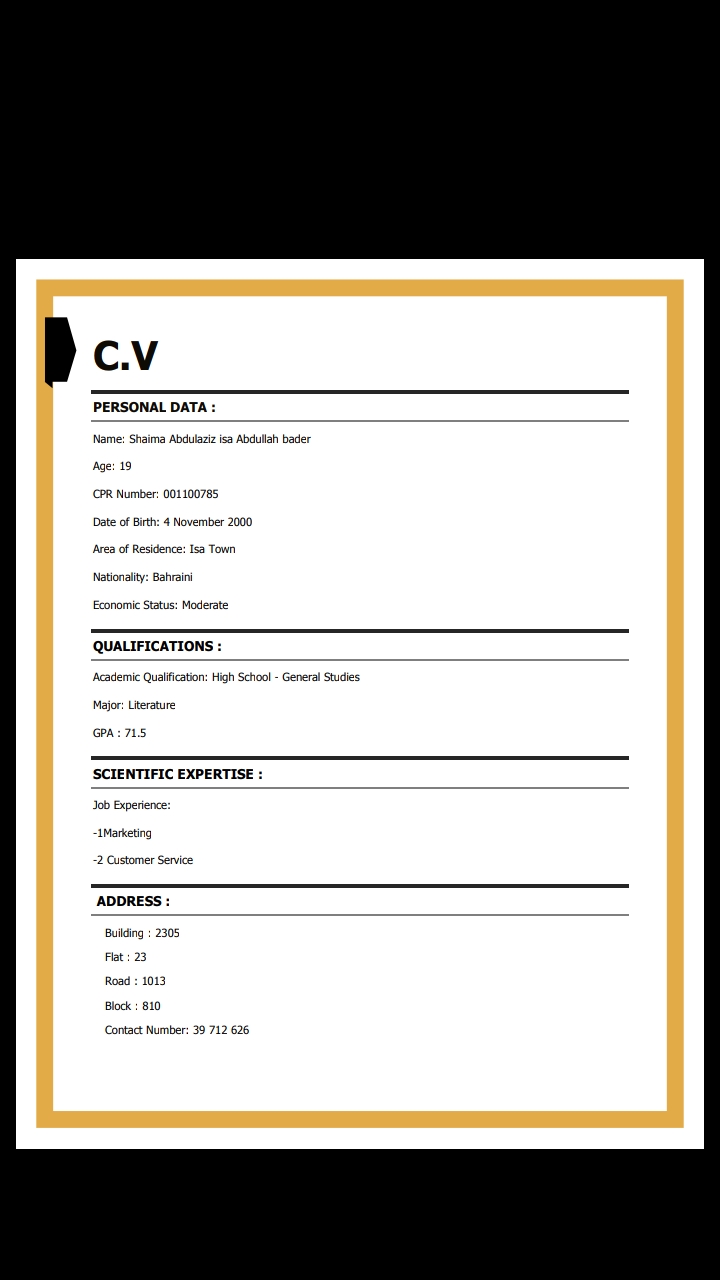 C.V
PERSONAL DATA :
Name: Shaima Abdulaziz isa Abdullah bader
Age: 19
CPR Number: 001100785
Date of Birth: 4 November 2000
Area of Residence: Isa Town
Nationality: Bahraini
Economic Status: Moderate
QUALIFICATIONS :
Academic Qualification: High School - General Studies
Major: Literature
GPA : 71.5
SCIENTIFIC EXPERTISE :
Job Experience:
-1Marketing
-2 Customer Service
ADDRESS :
Building : 2305
Flat : 23
Road : 1013
Block : 810
Contact Number: 39 712 626